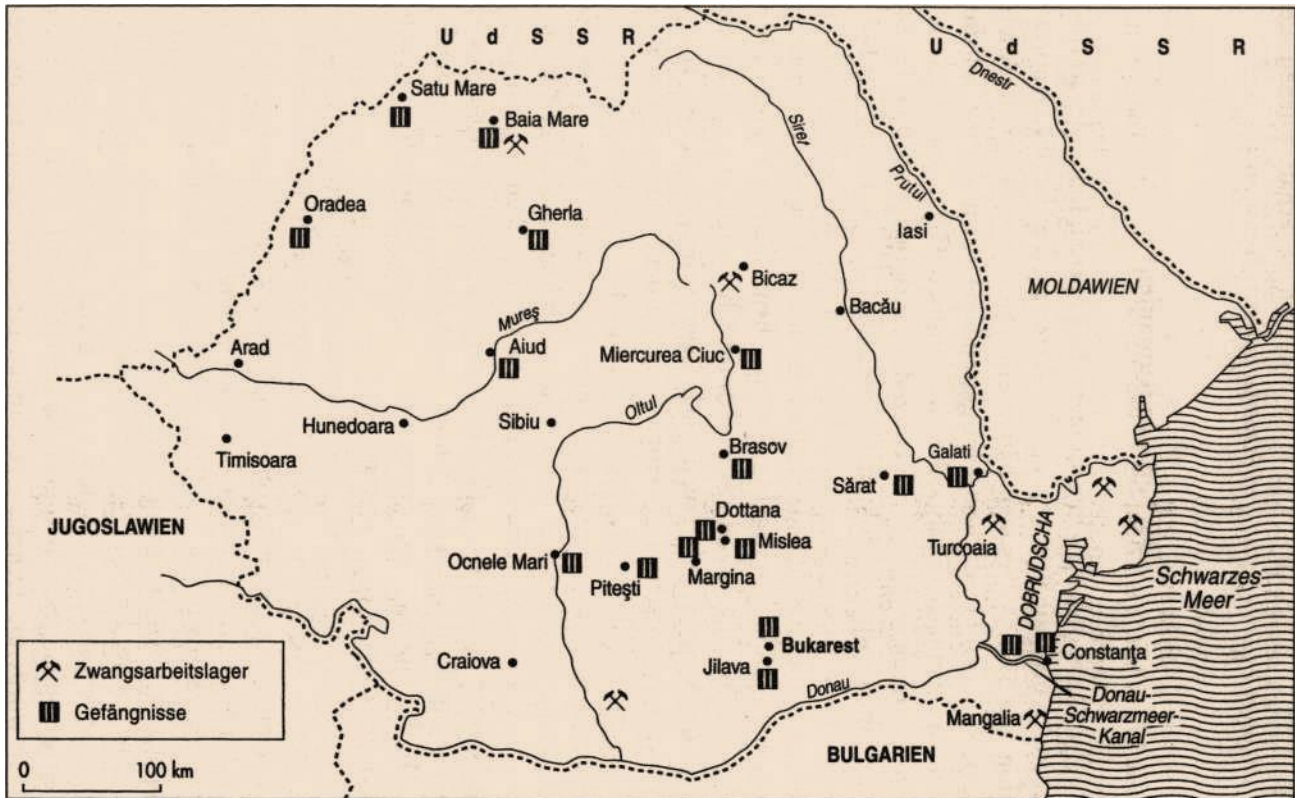 U d S S R
U d S S R
Dnestr
Satu Mare
Baia Mare
Siret
Prutul
Oradea
Gherla
Iasi
Bicaz
MOLDAWIEN
Bacău
Mureş
Arad
Aiud
Miercurea Ciuc
Hunedoara
Sibiu
Oltul
Timisoara
Brasov
Galati
Sărat
JUGOSLAWIEN
Dottana
Mislea
Turcoaia
DOBRUDSCHA
Ocnele Mari
Piteşti
Margina
Schwarzes
Meer
Bukarest
Constanţa
Craiova
Jilava
Donau
Donau-
Schwarzmeer-
Kanal
Mangalia
BULGARIEN
Zwangsarbeitslager
Gefängnisse
0 100 km